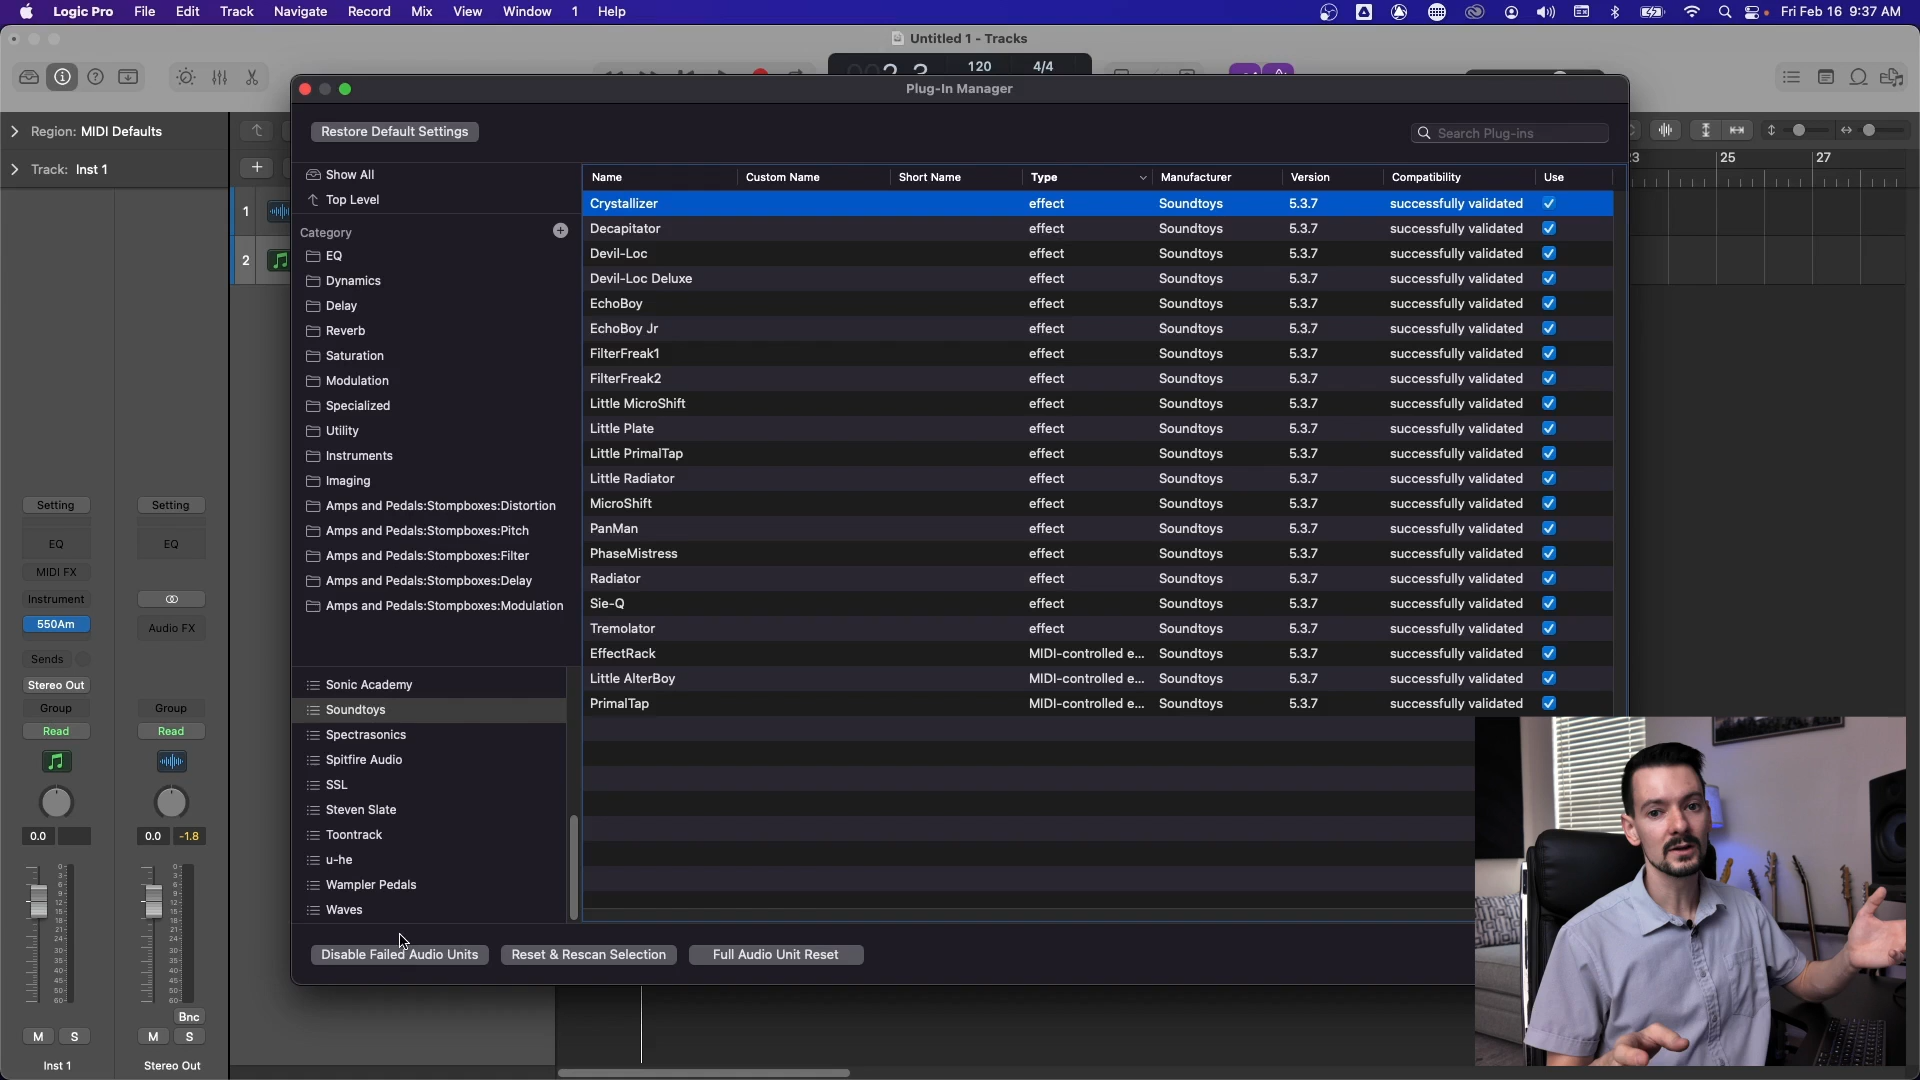 Logic Pro File Edit Track Navigate Record Mix View Window 1 Help
Fri Feb 16 9:37 AM
Untitled 1 - Tracks
120 4/4
Plug-In Manager
Restore Default Settings
Search Plug-ins
Region: MIDI Defaults
Track: Inst 1
25 27
1
2
Show All
Top Level
Category
EQ
Dynamics
Delay
Reverb
Saturation
Modulation
Specialized
Utility
Instruments
Imaging
Amps and Pedals:Stompboxes:Distortion
Amps and Pedals:Stompboxes:Pitch
Amps and Pedals:Stompboxes:Filter
Amps and Pedals:Stompboxes:Delay
Amps and Pedals:Stompboxes:Modulation
Sonic Academy
Soundtoys
Spectrasonics
Spitfire Audio
SSL
Steven Slate
Toontrack
u-he
Wampler Pedals
Waves
Name Custom Name Short Name Type Manufacturer Version Compatibility Use
Crystallizer effect Soundtoys 5.3.7 successfully validated
Decapitator effect Soundtoys 5.3.7 successfully validated
Devil-Loc effect Soundtoys 5.3.7 successfully validated
Devil-Loc Deluxe effect Soundtoys 5.3.7 successfully validated
EchoBoy effect Soundtoys 5.3.7 successfully validated
EchoBoy Jr effect Soundtoys 5.3.7 successfully validated
FilterFreak1 effect Soundtoys 5.3.7 successfully validated
FilterFreak2 effect Soundtoys 5.3.7 successfully validated
Little MicroShift effect Soundtoys 5.3.7 successfully validated
Little Plate effect Soundtoys 5.3.7 successfully validated
Little PrimalTap effect Soundtoys 5.3.7 successfully validated
Little Radiator effect Soundtoys 5.3.7 successfully validated
MicroShift effect Soundtoys 5.3.7 successfully validated
PanMan effect Soundtoys 5.3.7 successfully validated
PhaseMistress effect Soundtoys 5.3.7 successfully validated
Radiator effect Soundtoys 5.3.7 successfully validated
Sie-Q effect Soundtoys 5.3.7 successfully validated
Tremolator effect Soundtoys 5.3.7 successfully validated
EffectRack MIDI-controlled e... Soundtoys 5.3.7 successfully validated
Little AlterBoy MIDI-controlled e... Soundtoys 5.3.7 successfully validated
PrimalTap MIDI-controlled e... Soundtoys 5.3.7 successfully validated
Disable Failed Audio Units Reset & Rescan Selection Full Audio Unit Reset
Setting Setting
EQ EQ
MIDI FX
Instrument
550Am Audio FX
Sends
Stereo Out
Group Group
Read Read
0.0 0.0 -1.8
Bnc
M S M S
Inst 1 Stereo Out